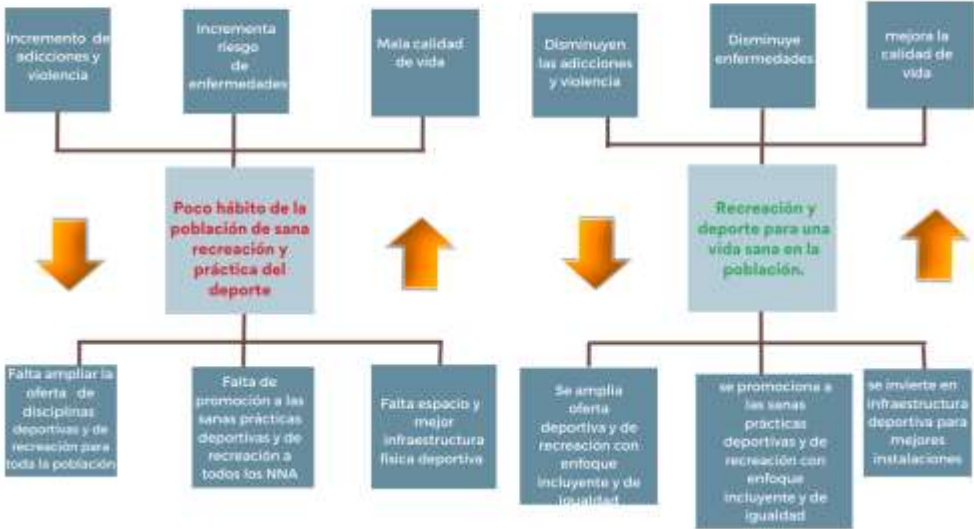 Incremento de
adicciones y
violencia
Incrementa
riesgo
de
enfermedades
Mala calidad
de vida
Disminuyen
las adicciones
y violencia
Disminuye
enfermedades
mejora la
calidad de
vida
Poco hábito de la
población de sana
recreación y
práctica del
deporte
Recreación y
deporte para una
vida sana en la
población.
Falta ampliar la
oferta de
disciplinas
deportivas y de
recreación para
toda la población
Falta de
promoción a las
sanas prácticas
deportivas y de
recreación a
todos los NNA
Falta espacio y
mejor
infraestructura
física deportiva
Se amplia
oferta
deportiva y de
recreación con
enfoque
incluyente y de
igualdad
se promociona a
las sanas
prácticas
deportivas y de
recreación con
enfoque
incluyente y de
igualdad
se invierte en
infraestructura
deportiva para
mejores
instalaciones